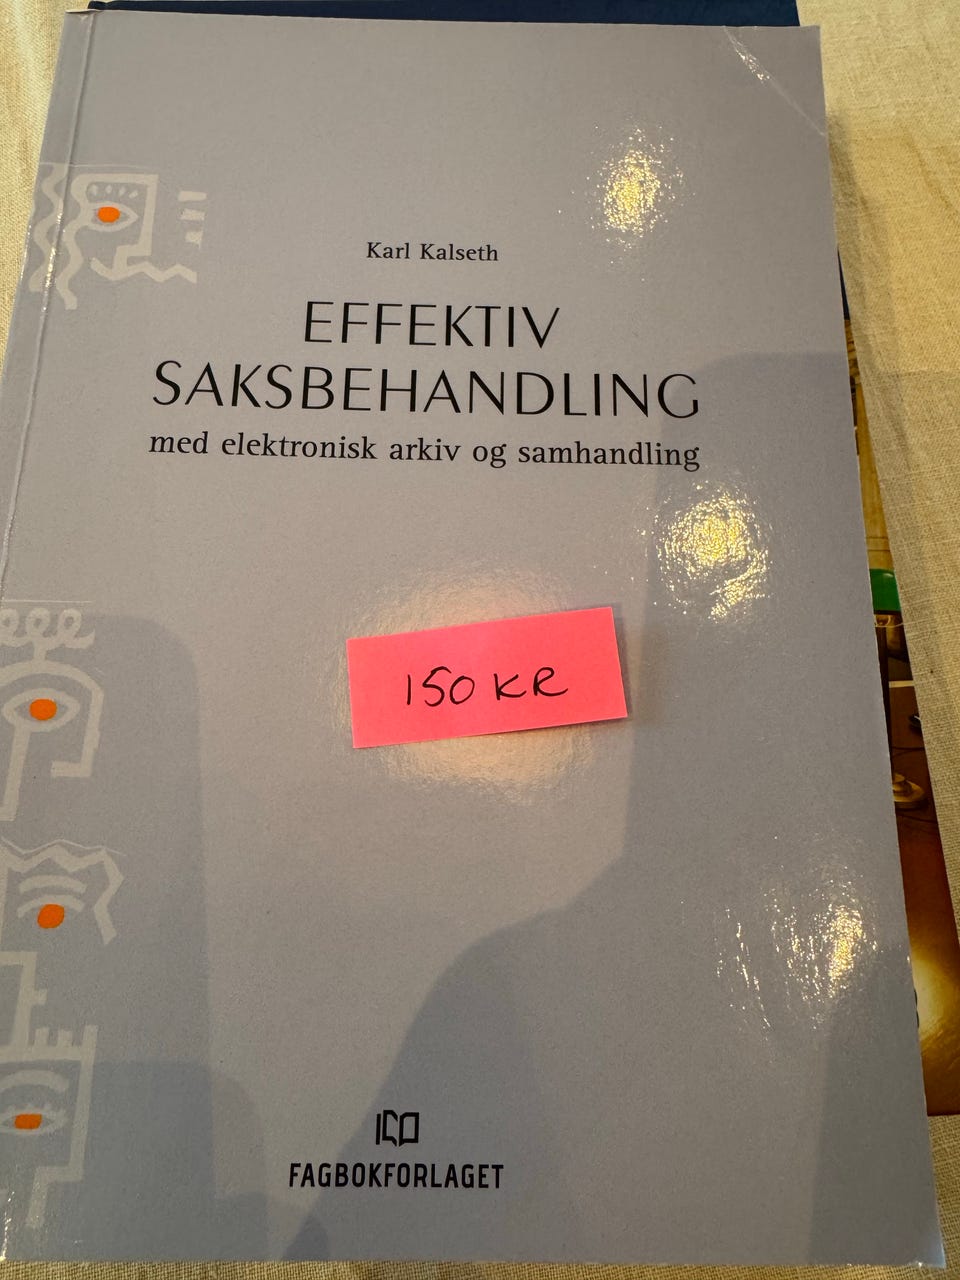 Karl Kalseth
EFFEKTIV
SAKSBEHANDLING
med elektronisk arkiv og samhandling
150 KR
FAGBOKFORLAGET